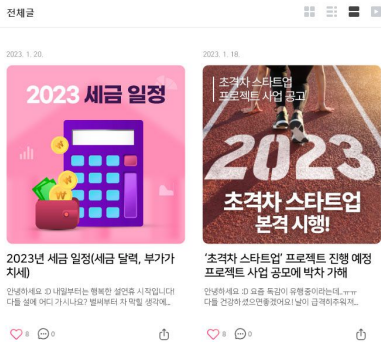 전체글
2023. 1. 20.
2023 세금 일정
2023년 세금 일정(세금 달력, 부가가
치세)
안녕하세요 :D 내일부터는 행복한 설연휴 시작입니다!
다들 설에 어디 가시나요? 벌써부터 차 막힐 생각에...
8 0
2023. 1. 18.
초격차 스타트업
프로젝트 사업 공고
2023
초격차 스타트업
본격 시행!
'초격차 스타트업' 프로젝트 진행 예정
프로젝트 사업 공모에 박차 가해
안녕하세요 :D 요즘 독감이 유행중이라는데..ㅠㅠ
다들 건강하셨으면좋겠어요! 날이 급격히추워져...
8 0